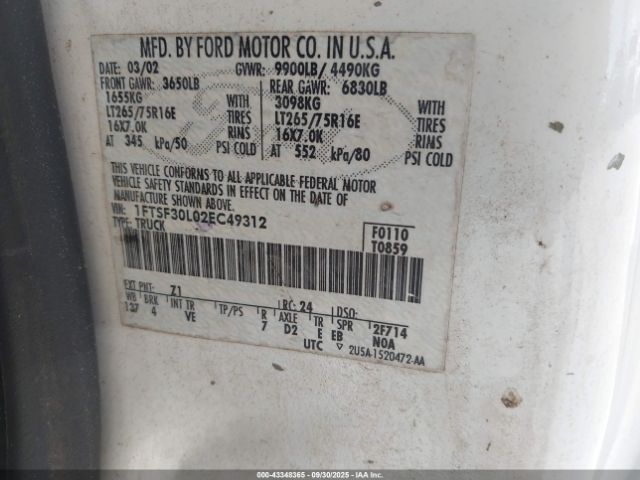 MFD. BY FORD MOTOR CO. IN U.S.A.
DATE: 03/02 GVWR: 9900LB/ 4490KG
FRONT GAWR: 3650LB REAR GAWR: 6830LB
1655KG WITH 3098KG WITH
LT265/75R16E TIRES LT265/75R16E TIRES
16X7.0K RIMS 16X7.0K RIMS
AT 345 kPa/50 PSI COLD AT 552 kPa/80 PSI COLD
THIS VEHICLE CONFORMS TO ALL APPLICABLE FEDERAL MOTOR
VEHICLE SAFETY STANDARDS IN EFFECT ON THE DATE OF
MANUFACTURE SHOWN ABOVE.
VIN: 1FTSF30L02EC49312
TYPE: TRUCK
F0110
T0859
EXT PNT: Z1 RC: 24 DSO:
WB BRK INT TR TP/PS R AXLE TR SPR 2F714
137 4 VE 7 D2 E EB N0A
UTC ▽ 2U5A-1520472-AA
000-43348365 - 09/30/2025 - IAAI.COM